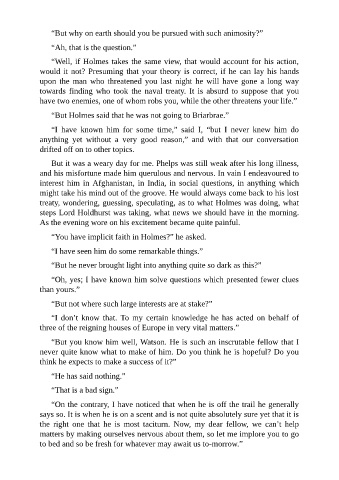 “But why on earth should you be pursued with such animosity?”
“Ah, that is the question.”
“Well, if Holmes takes the same view, that would account for his action,
would it not? Presuming that your theory is correct, if he can lay his hands
upon the man who threatened you last night he will have gone a long way
towards finding who took the naval treaty. It is absurd to suppose that you
have two enemies, one of whom robs you, while the other threatens your life.”
“But Holmes said that he was not going to Briarbrae.”
“I have known him for some time,” said I, “but I never knew him do
anything yet without a very good reason,” and with that our conversation
drifted off on to other topics.
But it was a weary day for me. Phelps was still weak after his long illness,
and his misfortune made him querulous and nervous. In vain I endeavoured to
interest him in Afghanistan, in India, in social questions, in anything which
might take his mind out of the groove. He would always come back to his lost
treaty, wondering, guessing, speculating, as to what Holmes was doing, what
steps Lord Holdhurst was taking, what news we should have in the morning.
As the evening wore on his excitement became quite painful.
“You have implicit faith in Holmes?” he asked.
“I have seen him do some remarkable things.”
“But he never brought light into anything quite so dark as this?”
“Oh, yes; I have known him solve questions which presented fewer clues
than yours.”
“But not where such large interests are at stake?”
“I don’t know that. To my certain knowledge he has acted on behalf of
three of the reigning houses of Europe in very vital matters.”
“But you know him well, Watson. He is such an inscrutable fellow that I
never quite know what to make of him. Do you think he is hopeful? Do you
think he expects to make a success of it?”
“He has said nothing.”
“That is a bad sign.”
“On the contrary, I have noticed that when he is off the trail he generally
says so. It is when he is on a scent and is not quite absolutely sure yet that it is
the right one that he is most taciturn. Now, my dear fellow, we can’t help
matters by making ourselves nervous about them, so let me implore you to go
to bed and so be fresh for whatever may await us to-morrow.”